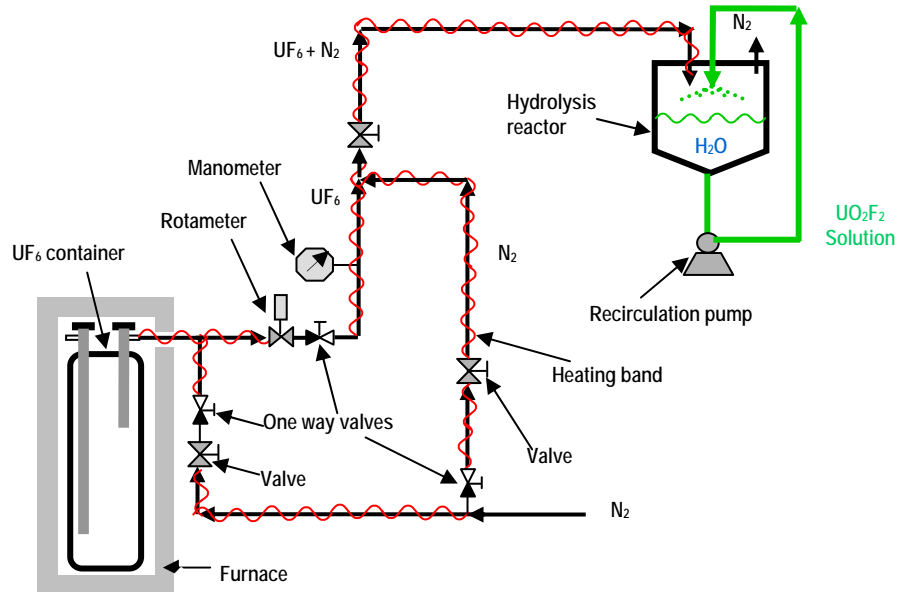 N₂
UF₆ + N₂
Hydrolysis
reactor
H₂O
Manometer
UF₆
Rotameter
UO₂F₂
Solution
UF₆ container
N₂
Recirculation pump
Heating band
One way valves
Valve
Valve
N₂
Furnace